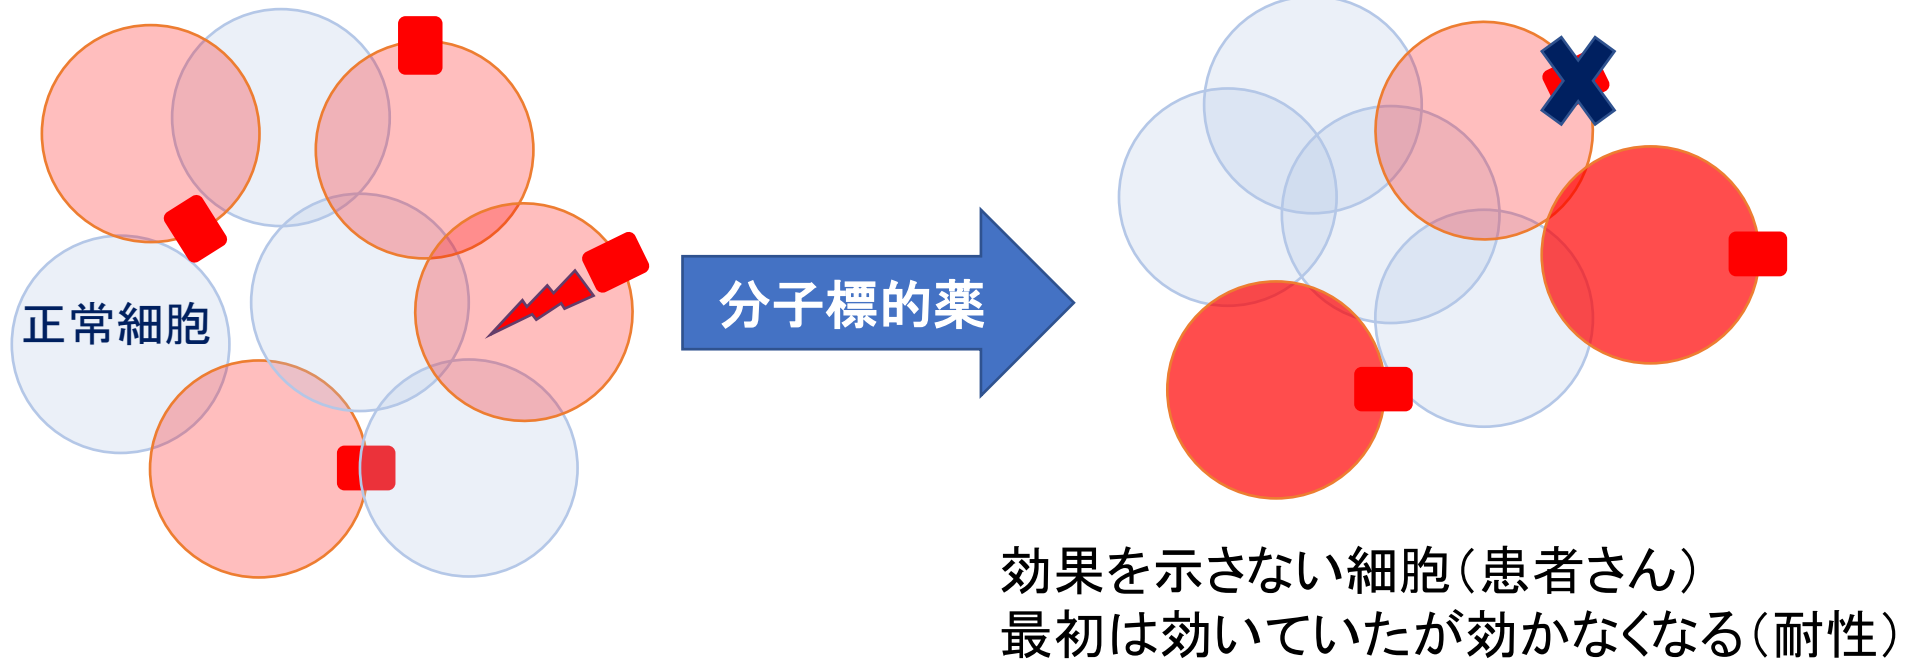 正常細胞
分子標的薬
効果を示さない細胞（患者さん）
最初は効いていたが効かなくなる（耐性）